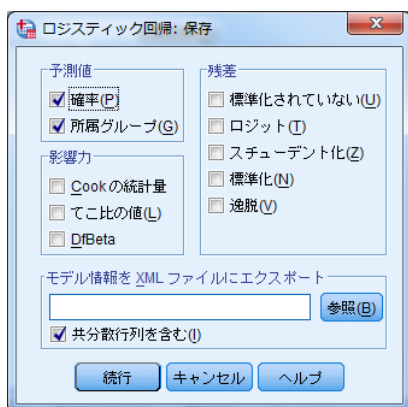 ロジスティック回帰: 保存
予測値
確率(P)
所属グループ(G)
影響力
Cookの統計量
てこ比の値(L)
DfBeta
残差
標準化されていない(U)
ロジット(T)
スチューデント化(Z)
標準化(N)
逸脱(V)
モデル情報を XML ファイルにエクスポート
参照(B)
共分散行列を含む(I)
続行 キャンセル ヘルプ